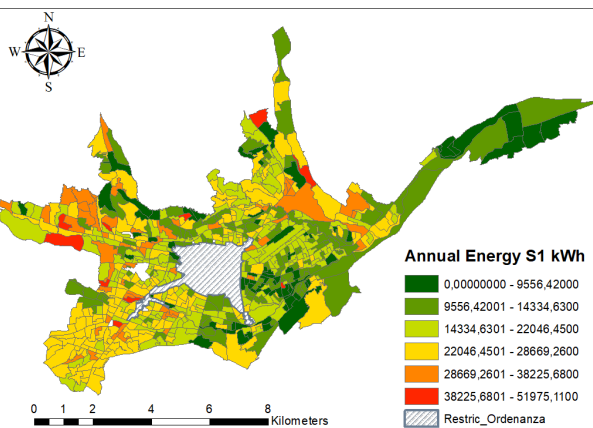 N
W E
S
Annual Energy S1 kWh
0,00000000 - 9556,42000
9556,42001 - 14334,6300
14334,6301 - 22046,4500
22046,4501 - 28669,2600
28669,2601 - 38225,6800
38225,6801 - 51975,1100
Restric_Ordenanza
0 1 2 4 6 8
Kilometers